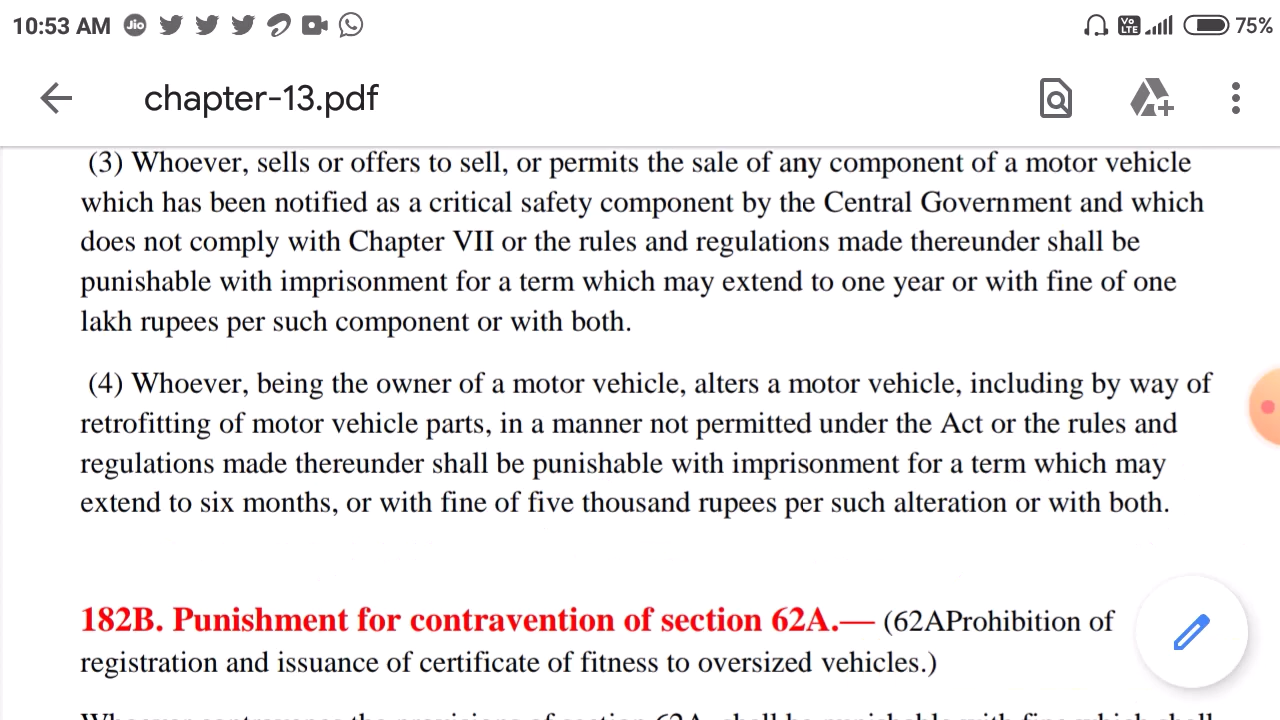 10:53 AM Jio Vo LTE 75%
chapter-13.pdf
(3) Whoever, sells or offers to sell, or permits the sale of any component of a motor vehicle
which has been notified as a critical safety component by the Central Government and which
does not comply with Chapter VII or the rules and regulations made thereunder shall be
punishable with imprisonment for a term which may extend to one year or with fine of one
lakh rupees per such component or with both.
(4) Whoever, being the owner of a motor vehicle, alters a motor vehicle, including by way of
retrofitting of motor vehicle parts, in a manner not permitted under the Act or the rules and
regulations made thereunder shall be punishable with imprisonment for a term which may
extend to six months, or with fine of five thousand rupees per such alteration or with both.
182B. Punishment for contravention of section 62A.— (62AProhibition of
registration and issuance of certificate of fitness to oversized vehicles.)